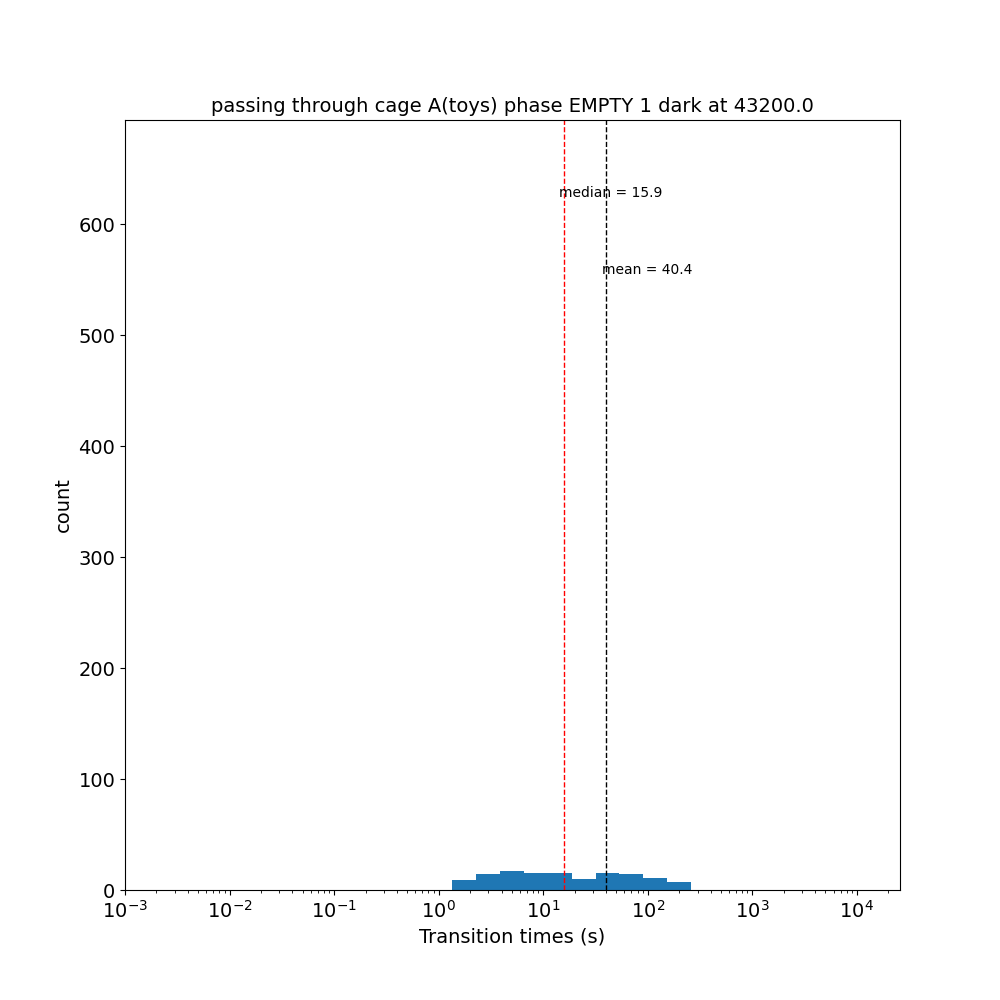 passing through cage A(toys) phase EMPTY 1 dark at 43200.0
median = 15.9
mean = 40.4
600
500
400
300
200
100
0
count
10⁻³ 10⁻² 10⁻¹ 10⁰ 10¹ 10² 10³ 10⁴
Transition times (s)